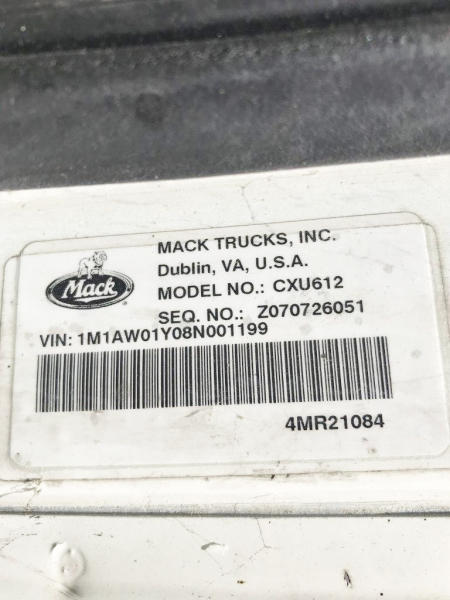 MACK TRUCKS, INC.
Dublin, VA, U.S.A.
Mack
MODEL NO.: CXU612
SEQ. NO.: Z070726051
VIN: 1M1AW01Y08N001199
4MR21084